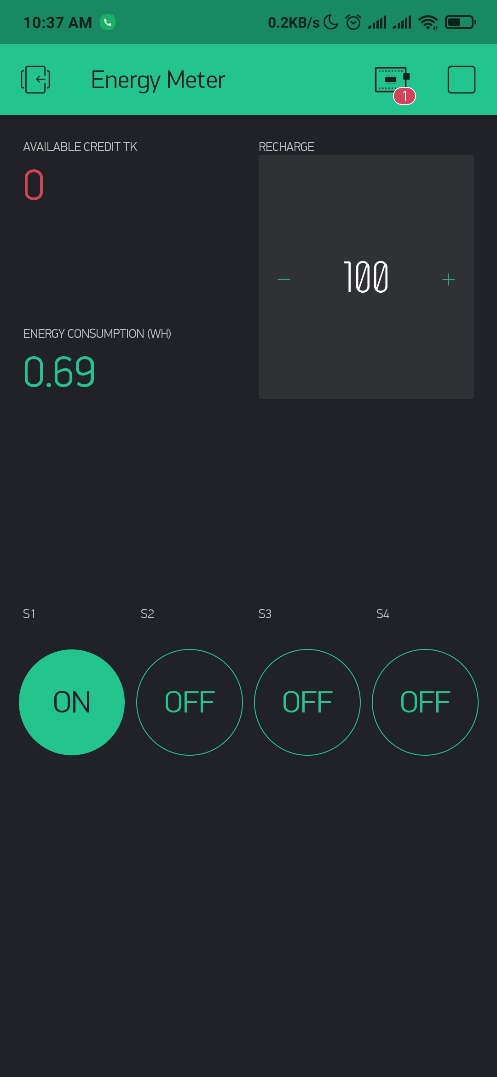 10:37 AM 0.2KB/s
Energy Meter
1
AVAILABLE CREDIT TK
0
RECHARGE
− 100 +
ENERGY CONSUMPTION (WH)
0.69
S1 S2 S3 S4
ON OFF OFF OFF